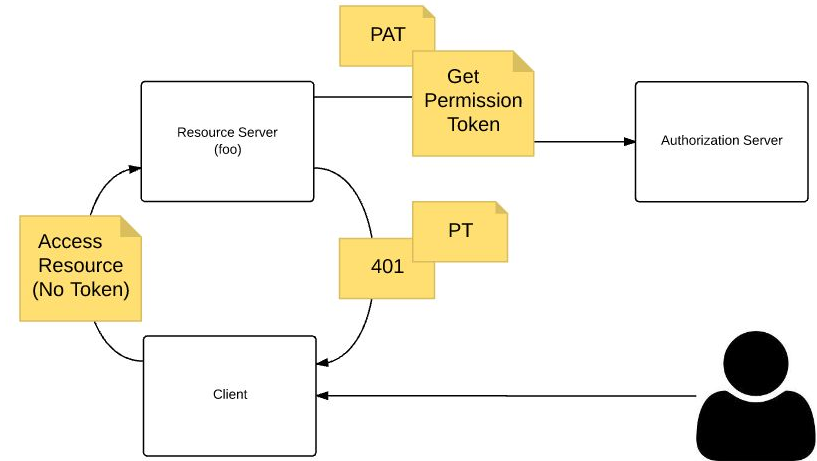 PAT
Get
Permission
Token
Resource Server
(foo)
Authorization Server
Access
Resource
(No Token)
PT
401
Client